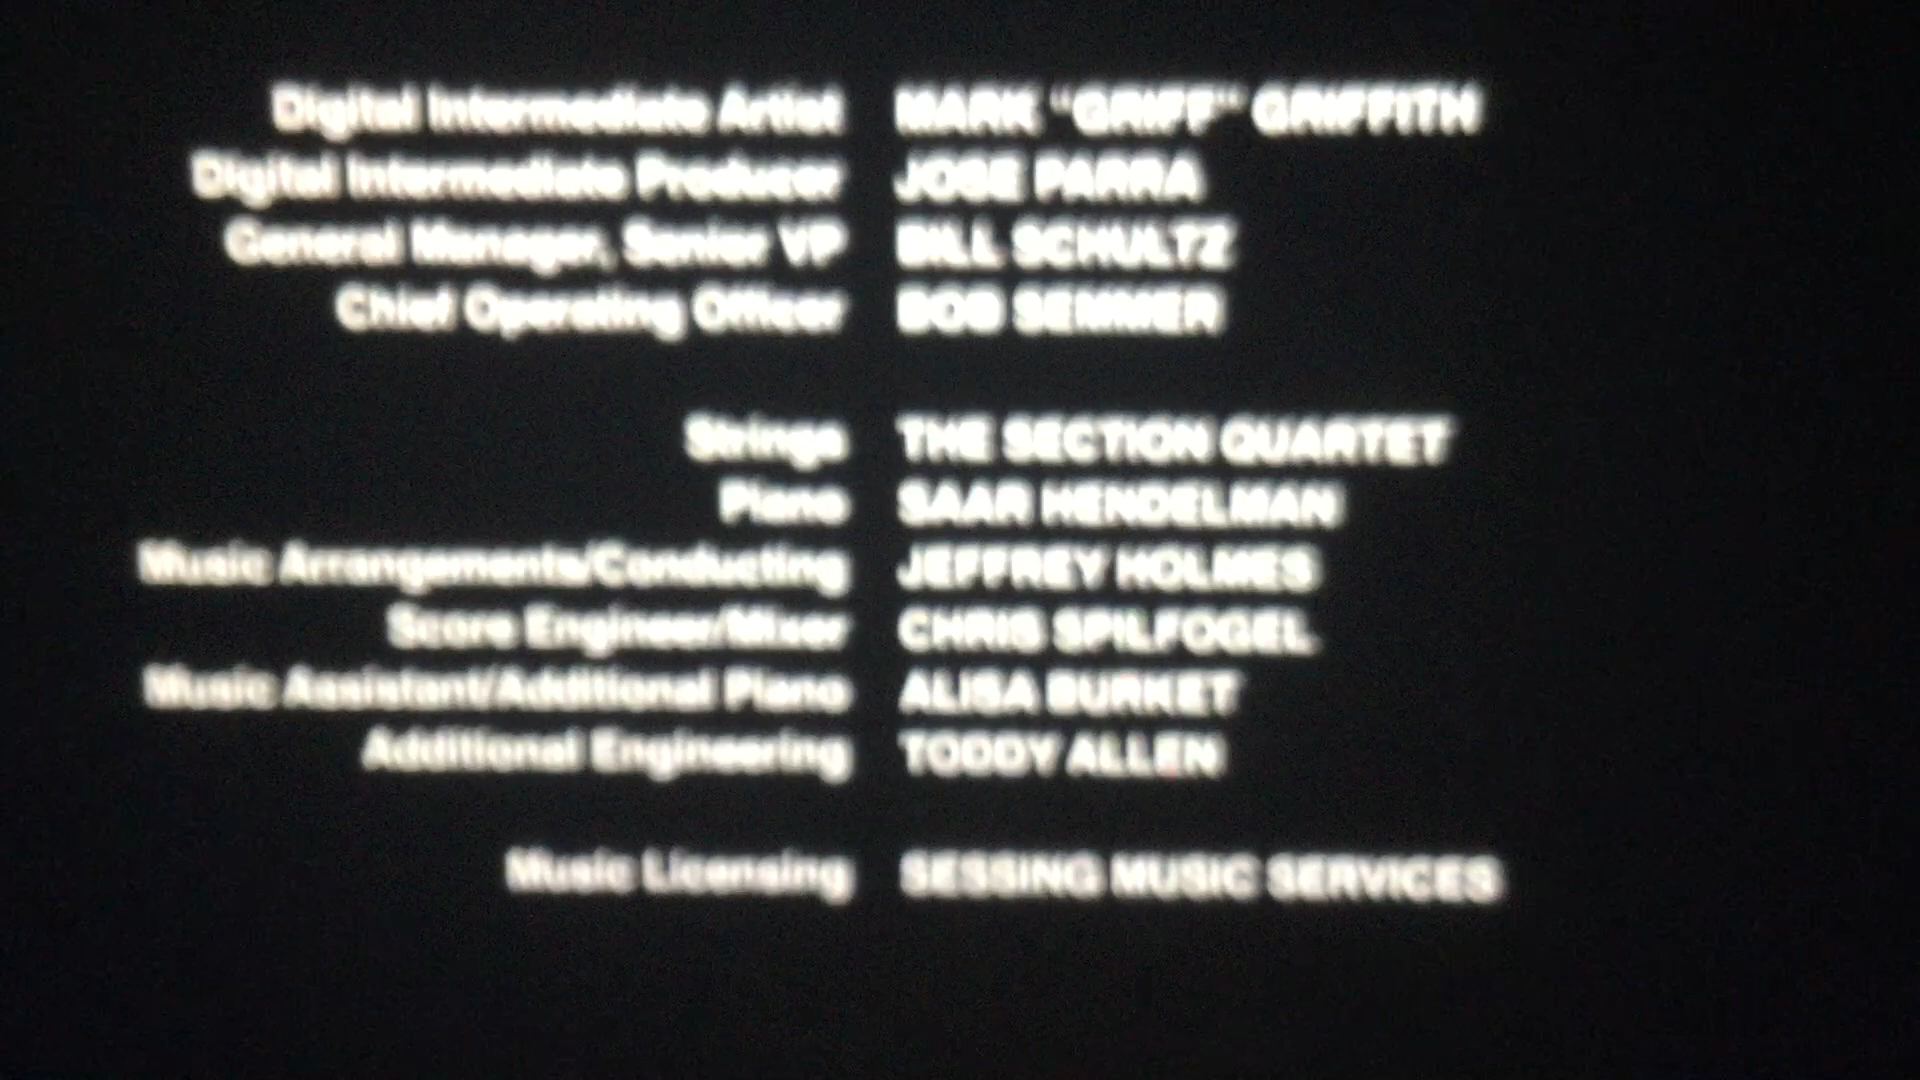 Digital Intermediate Artist MARK "GRIFF" GRIFFITH
Digital Intermediate Producer JOSE PARRA
General Manager, Senior VP BILL SCHULTZ
Chief Operating Officer BOB SEMMER
Strings THE SECTION QUARTET
Piano SAAR HENDELMAN
Music Arrangements/Conducting JEFFREY HOLMES
Score Engineer/Mixer CHRIS SPILFOGEL
Music Assistant/Additional Piano ALISA BURKET
Additional Engineering TODDY ALLEN
Music Licensing SESSING MUSIC SERVICES